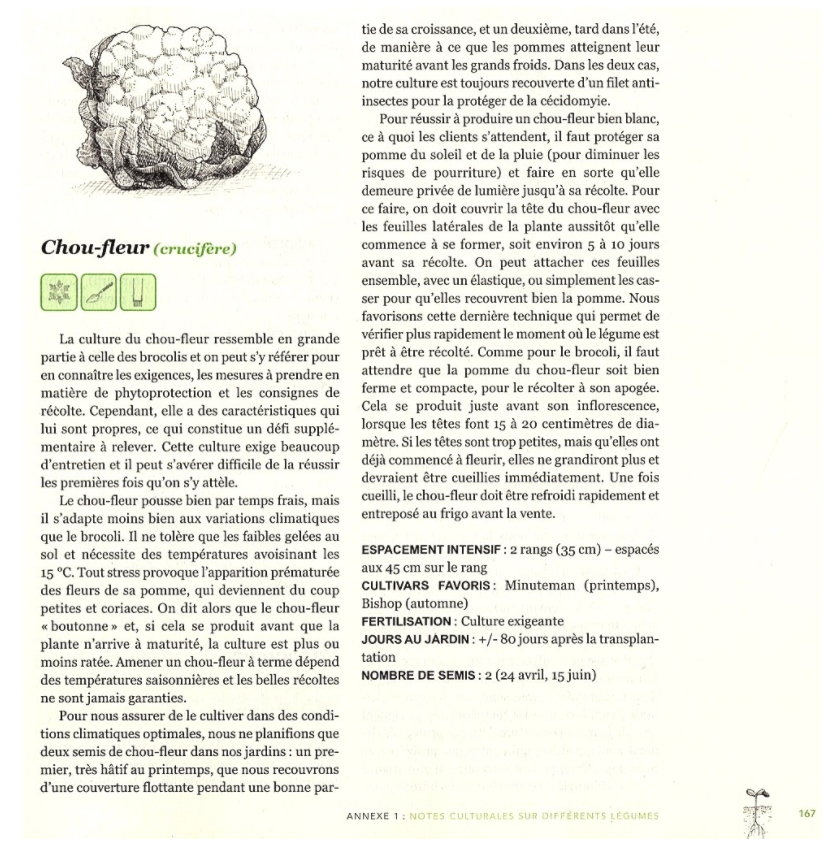 Chou-fleur (crucifère)
La culture du chou-fleur ressemble en grande
partie à celle des brocolis et on peut s'y référer pour
en connaître les exigences, les mesures à prendre en
matière de phytoprotection et les consignes de
récolte. Cependant, elle a des caractéristiques qui
lui sont propres, ce qui constitue un défi supplé-
mentaire à relever. Cette culture exige beaucoup
d'entretien et il peut s'avérer difficile de la réussir
les premières fois qu'on s'y attèle.
Le chou-fleur pousse bien par temps frais, mais
il s'adapte moins bien aux variations climatiques
que le brocoli. Il ne tolère que les faibles gelées au
sol et nécessite des températures avoisinant les
15 °C. Tout stress provoque l'apparition prématurée
des fleurs de sa pomme, qui deviennent du coup
petites et coriaces. On dit alors que le chou-fleur
« boutonne » et, si cela se produit avant que la
plante n'arrive à maturité, la culture est plus ou
moins ratée. Amener un chou-fleur à terme dépend
des températures saisonnières et les belles récoltes
ne sont jamais garanties.
Pour nous assurer de le cultiver dans des condi-
tions climatiques optimales, nous ne planifions que
deux semis de chou-fleur dans nos jardins : un pre-
mier, très hâtif au printemps, que nous recouvrons
d'une couverture flottante pendant une bonne par-
tie de sa croissance, et un deuxième, tard dans l'été,
de manière à ce que les pommes atteignent leur
maturité avant les grands froids. Dans les deux cas,
notre culture est toujours recouverte d'un filet anti-
insectes pour la protéger de la cécidomyie.
Pour réussir à produire un chou-fleur bien blanc,
ce à quoi les clients s'attendent, il faut protéger sa
pomme du soleil et de la pluie (pour diminuer les
risques de pourriture) et faire en sorte qu'elle
demeure privée de lumière jusqu'à sa récolte. Pour
ce faire, on doit couvrir la tête du chou-fleur avec
les feuilles latérales de la plante aussitôt qu'elle
commence à se former, soit environ 5 à 10 jours
avant sa récolte. On peut attacher ces feuilles
ensemble, avec un élastique, ou simplement les cas-
ser pour qu'elles recouvrent bien la pomme. Nous
favorisons cette dernière technique qui permet de
vérifier plus rapidement le moment où le légume est
prêt à être récolté. Comme pour le brocoli, il faut
attendre que la pomme du chou-fleur soit bien
ferme et compacte, pour le récolter à son apogée.
Cela se produit juste avant son inflorescence,
lorsque les têtes font 15 à 20 centimètres de dia-
mètre. Si les têtes sont trop petites, mais qu'elles ont
déjà commencé à fleurir, elles ne grandiront plus et
devraient être cueillies immédiatement. Une fois
cueilli, le chou-fleur doit être refroidi rapidement et
entreposé au frigo avant la vente.
ESPACEMENT INTENSIF : 2 rangs (35 cm) – espacés
aux 45 cm sur le rang
CULTIVARS FAVORIS : Minuteman (printemps),
Bishop (automne)
FERTILISATION : Culture exigeante
JOURS AU JARDIN : +/- 80 jours après la transplan-
tation
NOMBRE DE SEMIS : 2 (24 avril, 15 juin)
ANNEXE 1 : NOTES CULTURALES SUR DIFFÉRENTS LÉGUMES
167